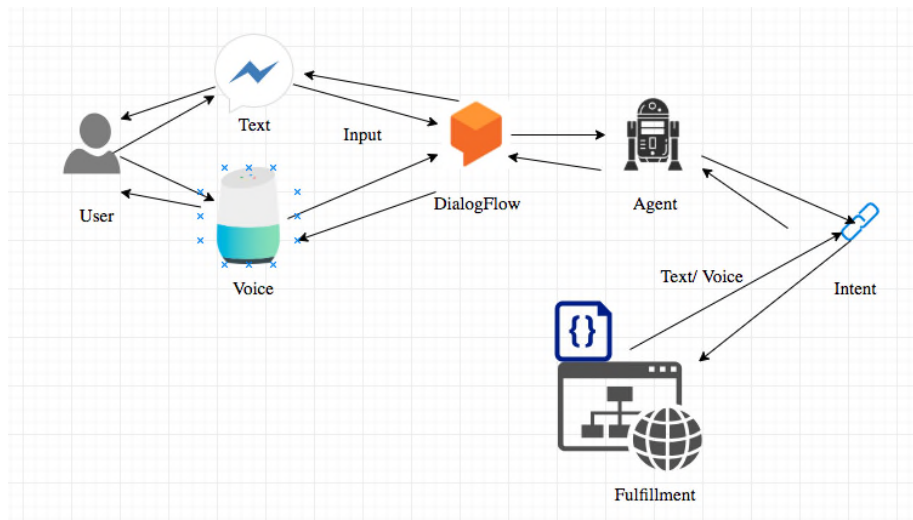 Text
Input
User
Voice
DialogFlow
Agent
Text/ Voice
Intent
{}
Fulfillment